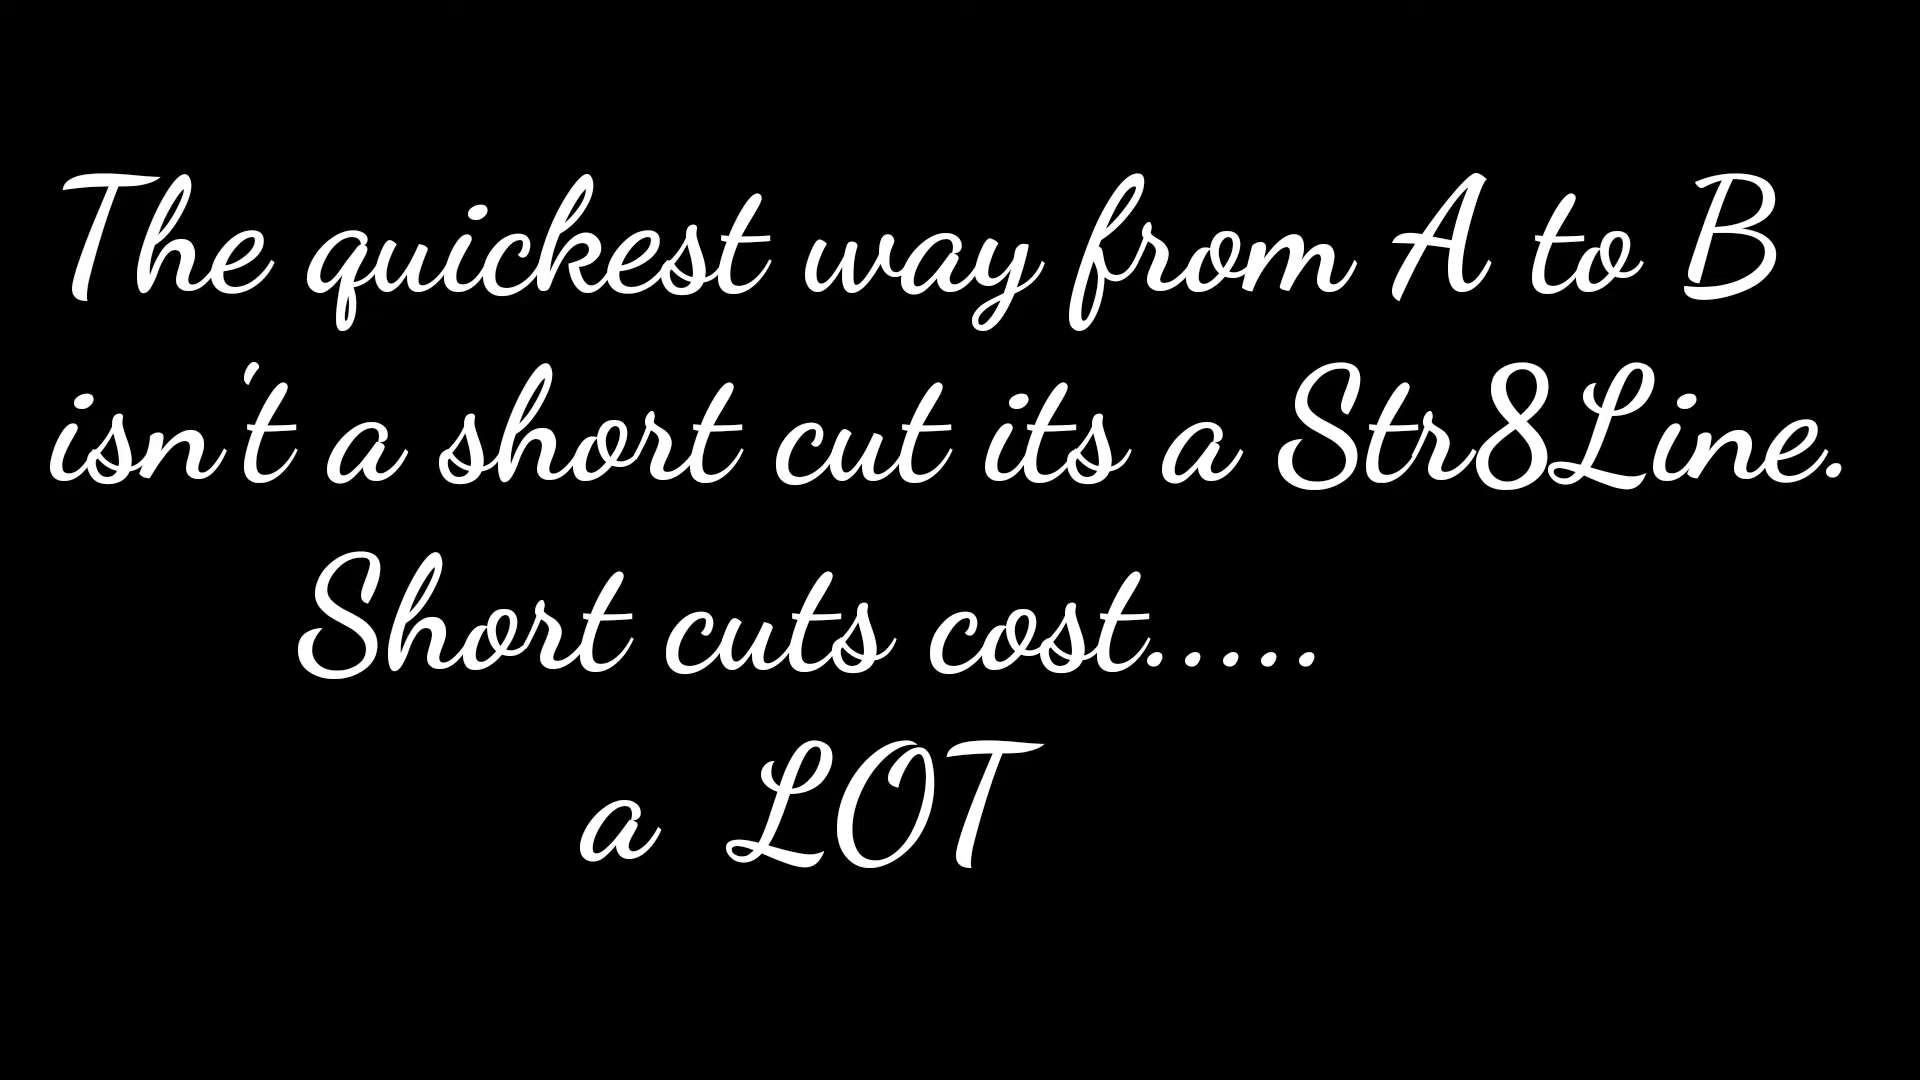 The quickest way from A to B
isn't a short cut its a Str8Line.
Short cuts cost.....
a LOT